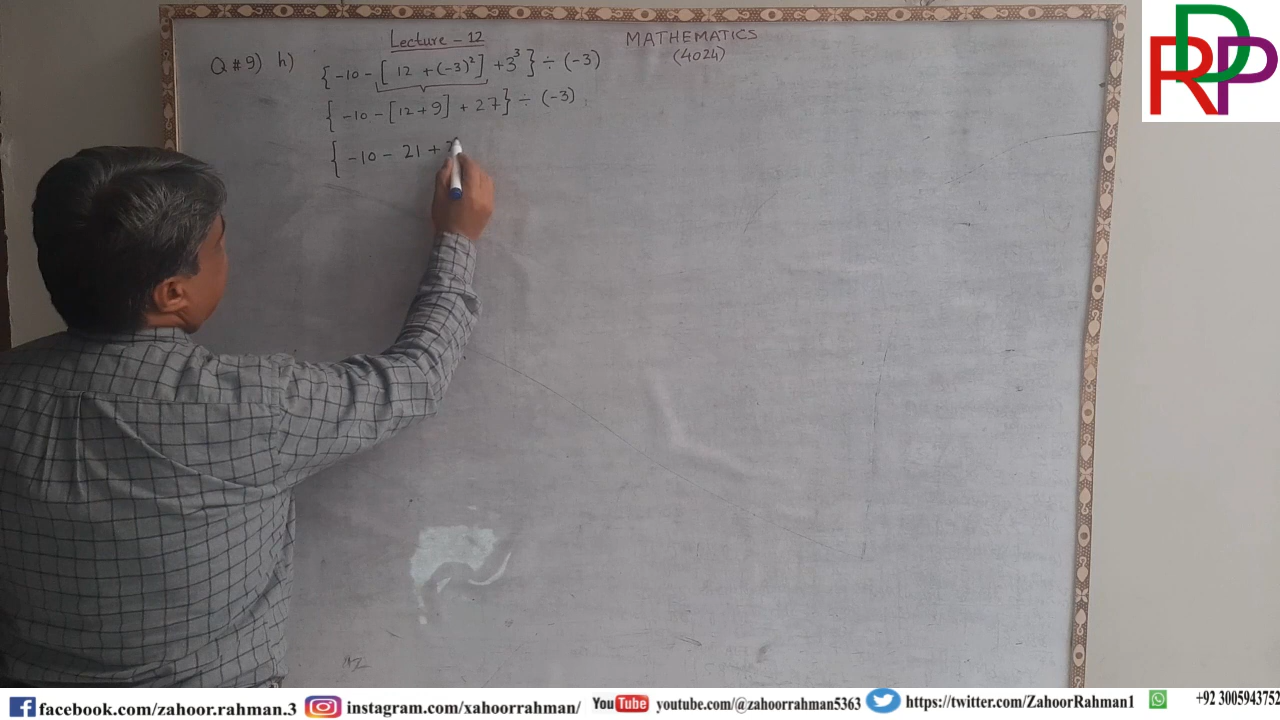 Lecture - 12
MATHEMATICS
(4024)
Q # 9) h) { -10 - [ 12 + (-3)² ] + 3³ } ÷ (-3)
{ -10 - [12 + 9] + 27} ÷ (-3)
{ -10 - 21 +
RDP
facebook.com/zahoor.rahman.3
instagram.com/xahoorrahman/
YouTube youtube.com/@zahoorrahman5363
https://twitter.com/ZahoorRahman1
+92 3005943752